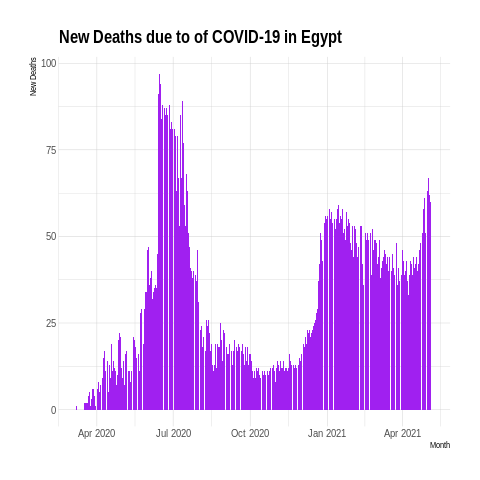 New Deaths due to of COVID-19 in Egypt
New Deaths
100
75
50
25
0
Apr 2020 Jul 2020 Oct 2020 Jan 2021 Apr 2021
Month